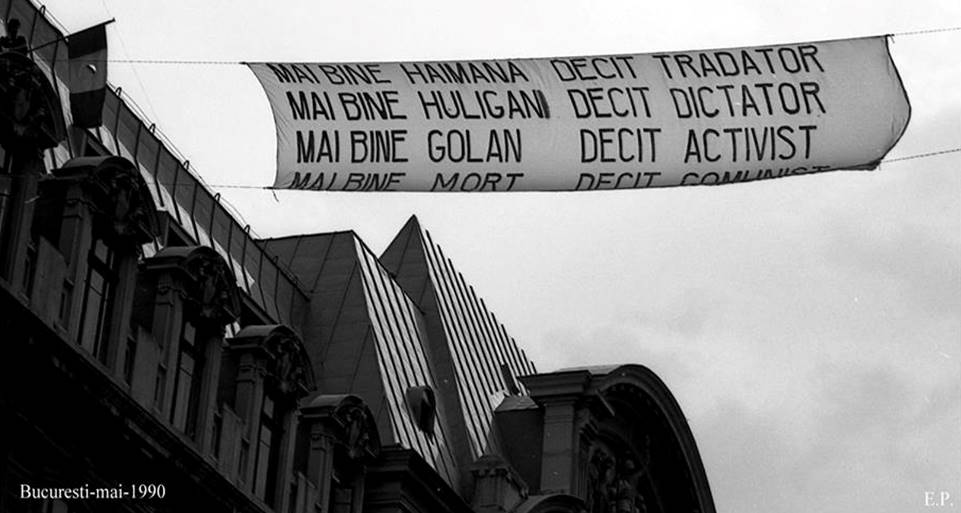 MAI BINE HAIMANA DECIT TRADATOR
MAI BINE HULIGAN DECIT DICTATOR
MAI BINE GOLAN DECIT ACTIVIST
MAI BINE MORT DECIT COMUNIST
Bucuresti-mai-1990
E.P.